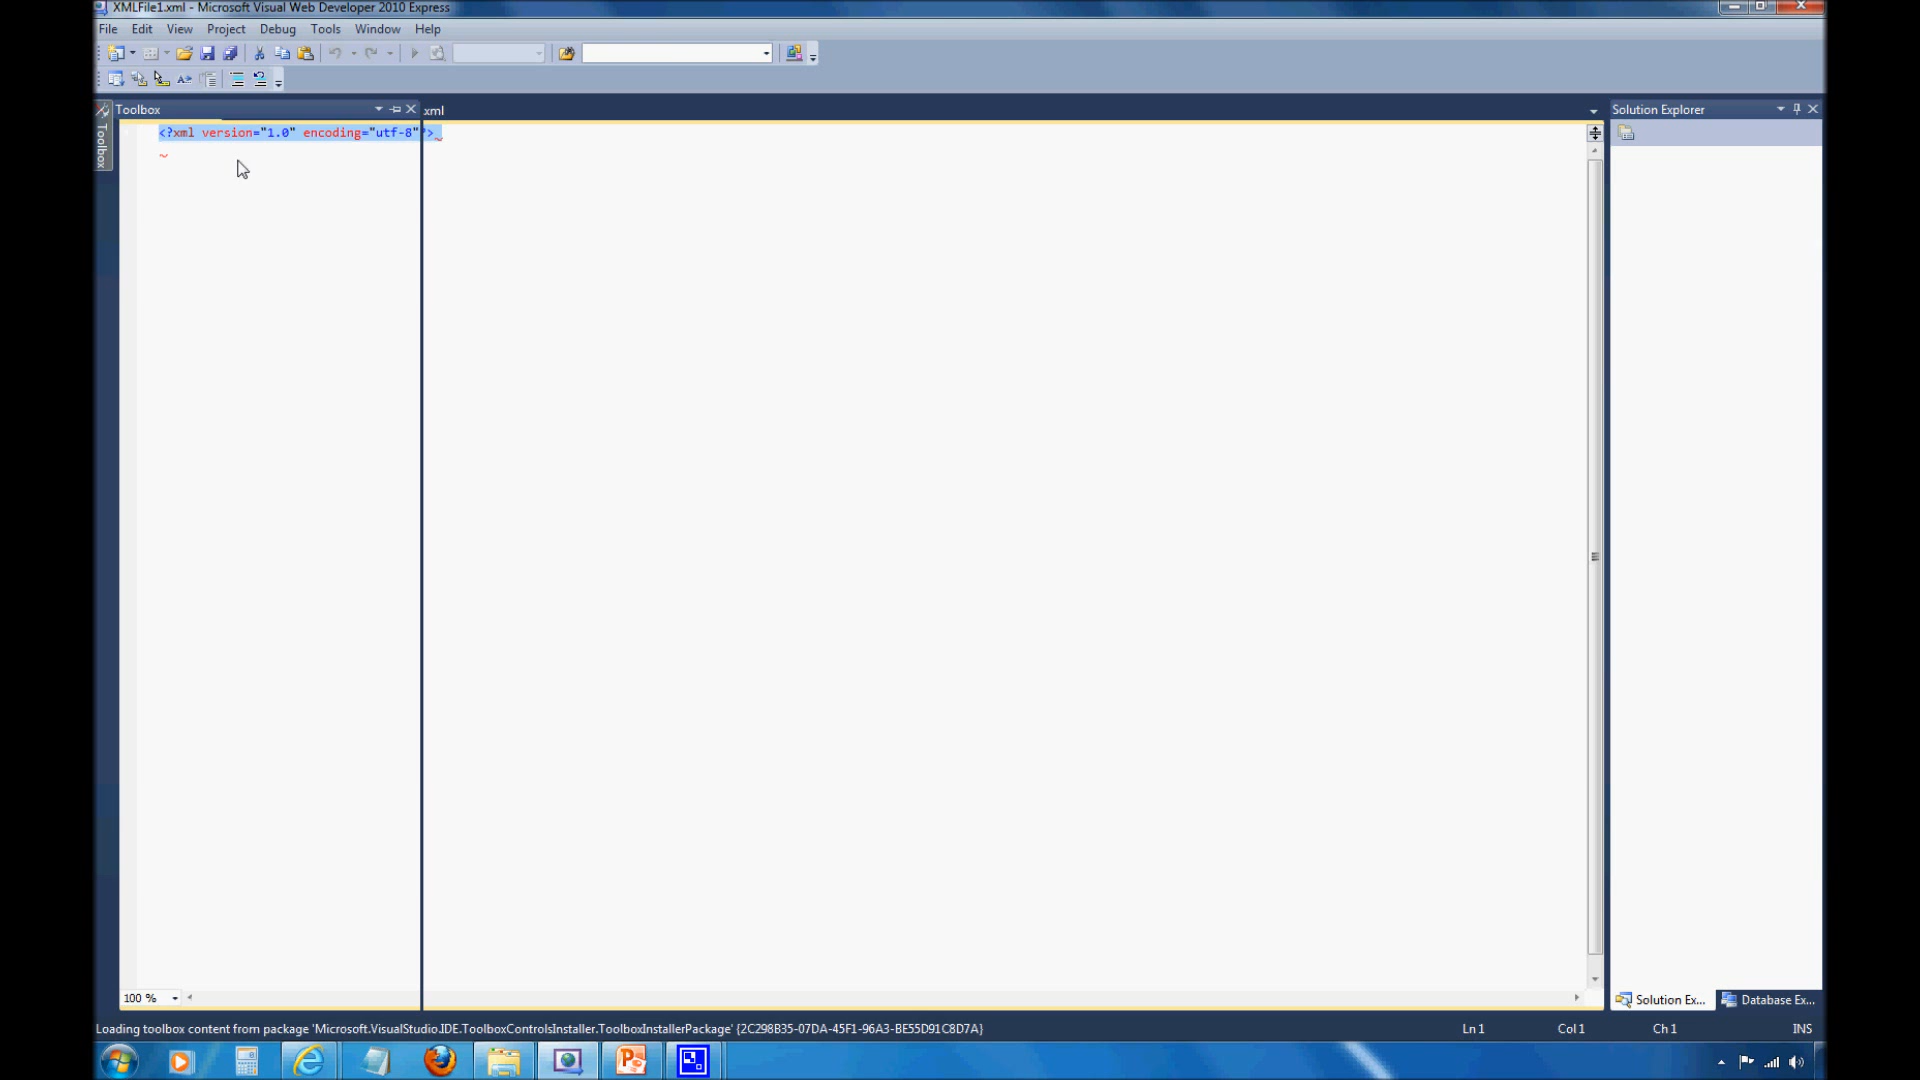 XMLFile1.xml - Microsoft Visual Web Developer 2010 Express
File Edit View Project Debug Tools Window Help
Toolbox
xml
Solution Explorer
Toolbox
<?xml version="1.0" encoding="utf-8"?>
100 %
Solution Ex...
Database Ex...
Loading toolbox content from package 'Microsoft.VisualStudio.IDE.ToolboxControlsInstaller.ToolboxInstallerPackage' {2C298B35-07DA-45F1-96A3-BE55D91C8D7A}
Ln 1
Col 1
Ch 1
INS